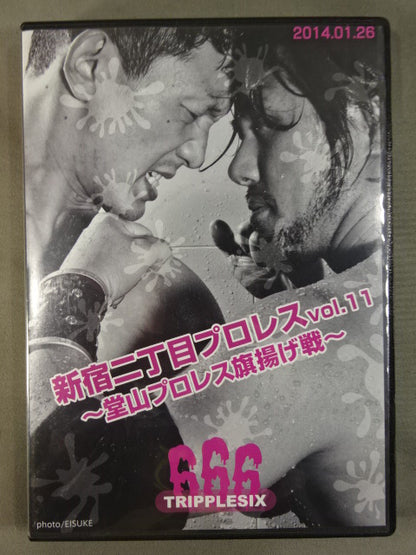 2014.01.26
新宿二丁目プロレスvol.11
～堂山プロレス旗揚げ戦～
666
TRIPPLESIX
photo/EISUKE